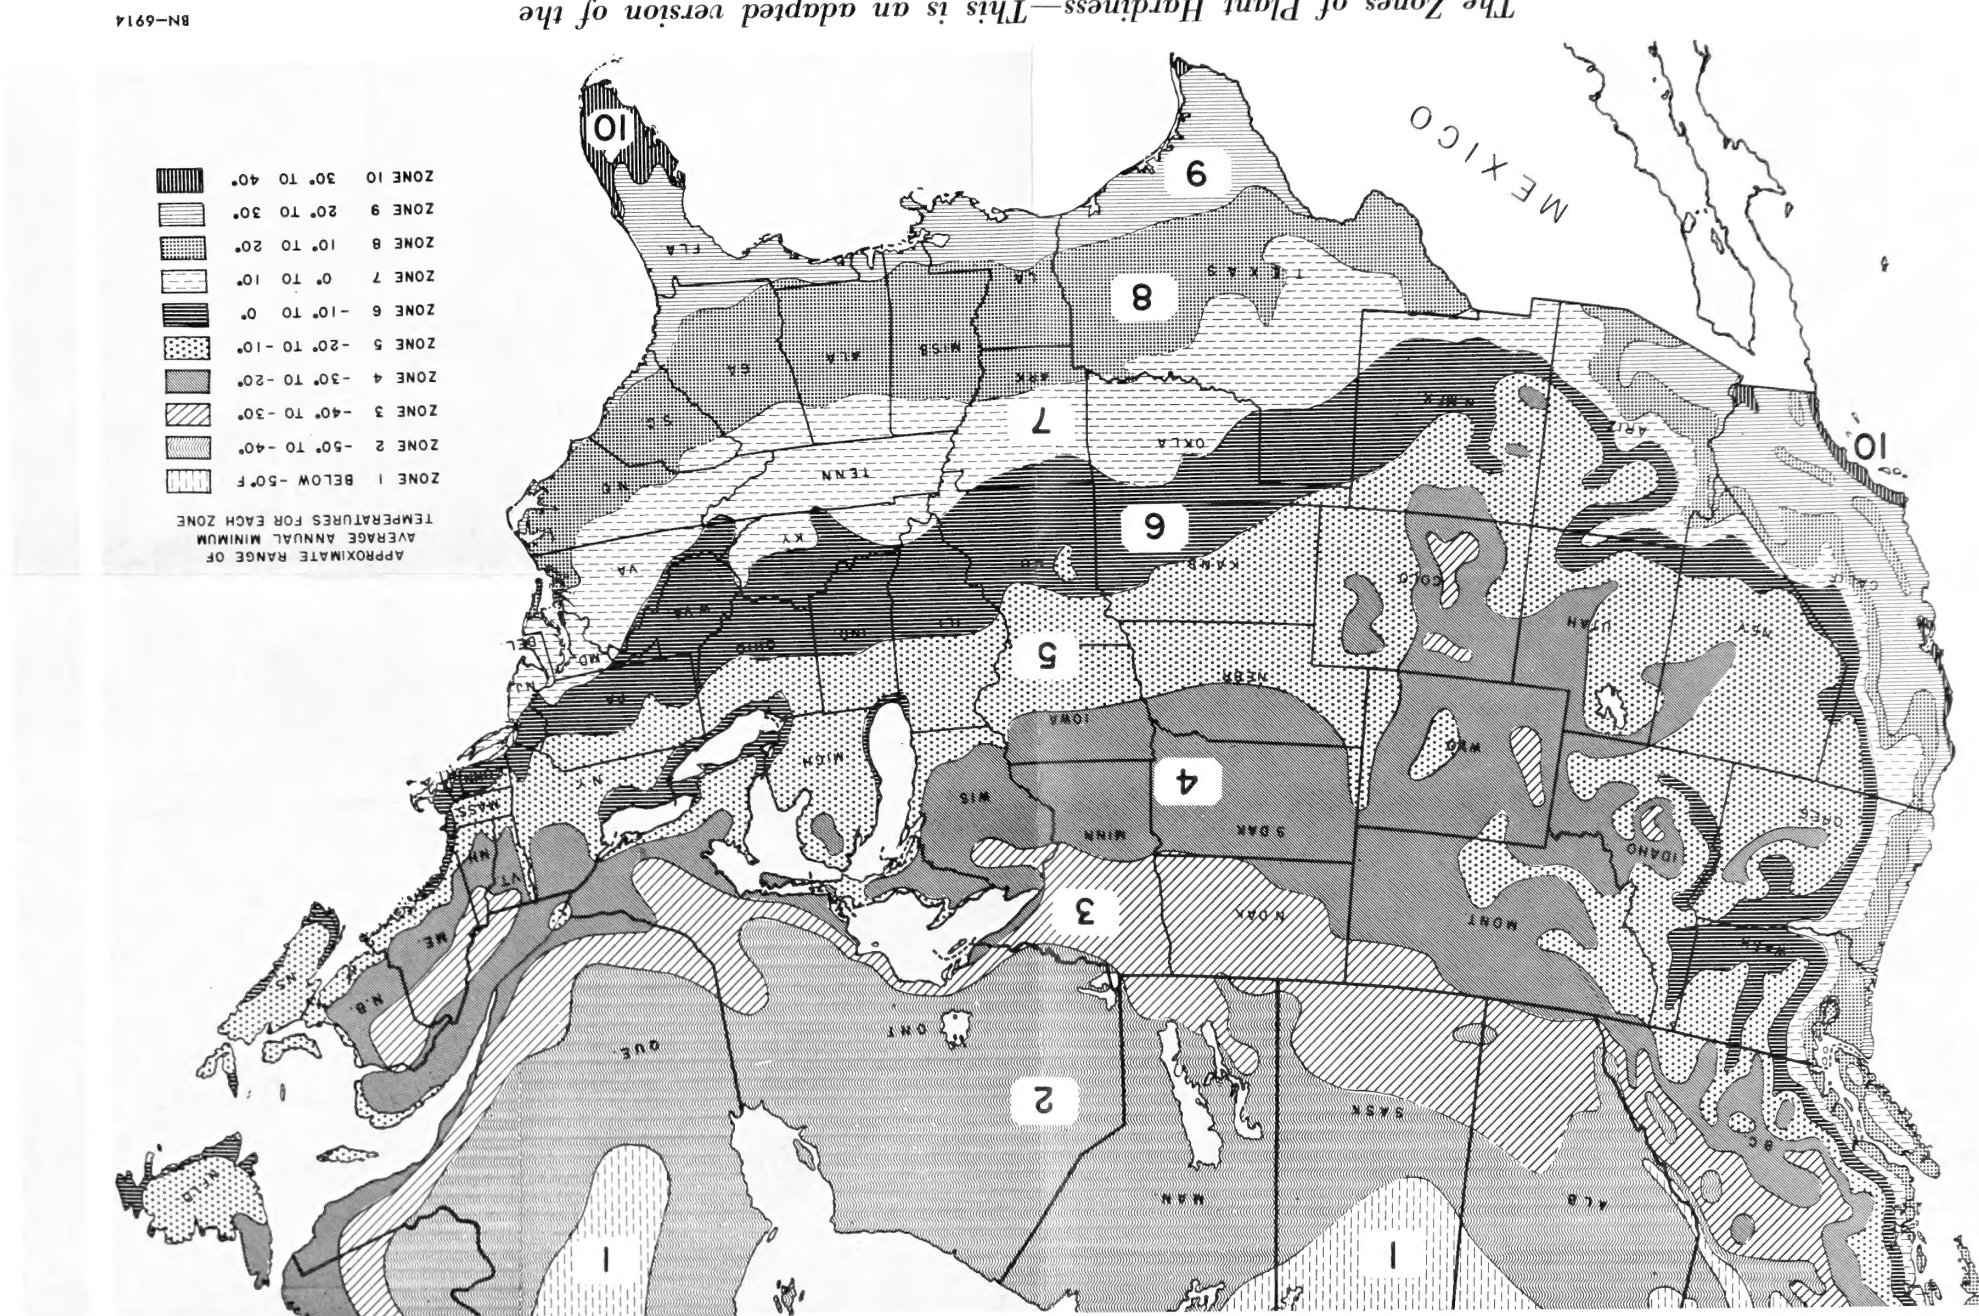 B.C.
ALB
SASK
MAN.
ONT
QUE.
NFLD
N.B.
N.S.
1
1
2
3
WASH
MONT
N DAK
MINN
ME.
VT.
NH
OREG
IDAHO
S DAK
WIS
MICH
N.Y.
MASS
4
WYO
IOWA
NEBR
PA
N.J.
5
NEV
UTAH
COLO
KANS
MO
ILL
IND
OHIO
W.VA
MD.
DEL
CALIF
6
KY
VA
ARIZ
N.MEX
OKLA
7
ARK
TENN
N C
S C
10
TEXAS
8
LA
MISS
ALA
GA
FLA
MEXICO
9
10
APPROXIMATE RANGE OF
AVERAGE ANNUAL MINIMUM
TEMPERATURES FOR EACH ZONE
ZONE 1 BELOW -50°F
ZONE 2 -50° TO -40°
ZONE 3 -40° TO -30°
ZONE 4 -30° TO -20°
ZONE 5 -20° TO -10°
ZONE 6 -10° TO 0°
ZONE 7 0° TO 10°
ZONE 8 10° TO 20°
ZONE 9 20° TO 30°
ZONE 10 30° TO 40°
BN-6914
The Zones of Plant Hardiness—This is an adapted version of the